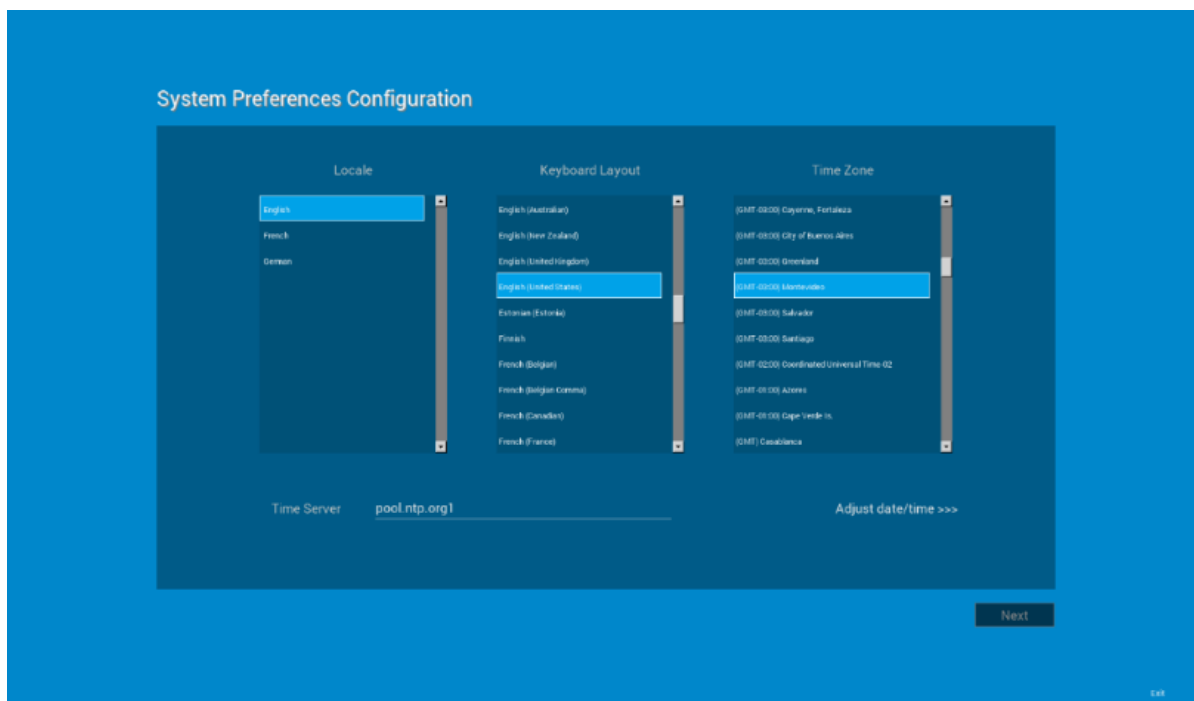 System Preferences Configuration
Locale
English
French
German
Keyboard Layout
English (Australian)
English (New Zealand)
English (United Kingdom)
English (United States)
Estonian (Estonia)
Finnish
French (Belgian)
French (Belgian Comma)
French (Canadian)
French (France)
Time Zone
(GMT-03:00) Cayenne, Fortaleza
(GMT-03:00) City of Buenos Aires
(GMT-03:00) Greenland
(GMT-03:00) Montevideo
(GMT-03:00) Salvador
(GMT-03:00) Santiago
(GMT-02:00) Coordinated Universal Time-02
(GMT-01:00) Azores
(GMT-01:00) Cape Verde Is.
(GMT) Casablanca
Time Server pool.ntp.org1
Adjust date/time >>>
Next
Exit